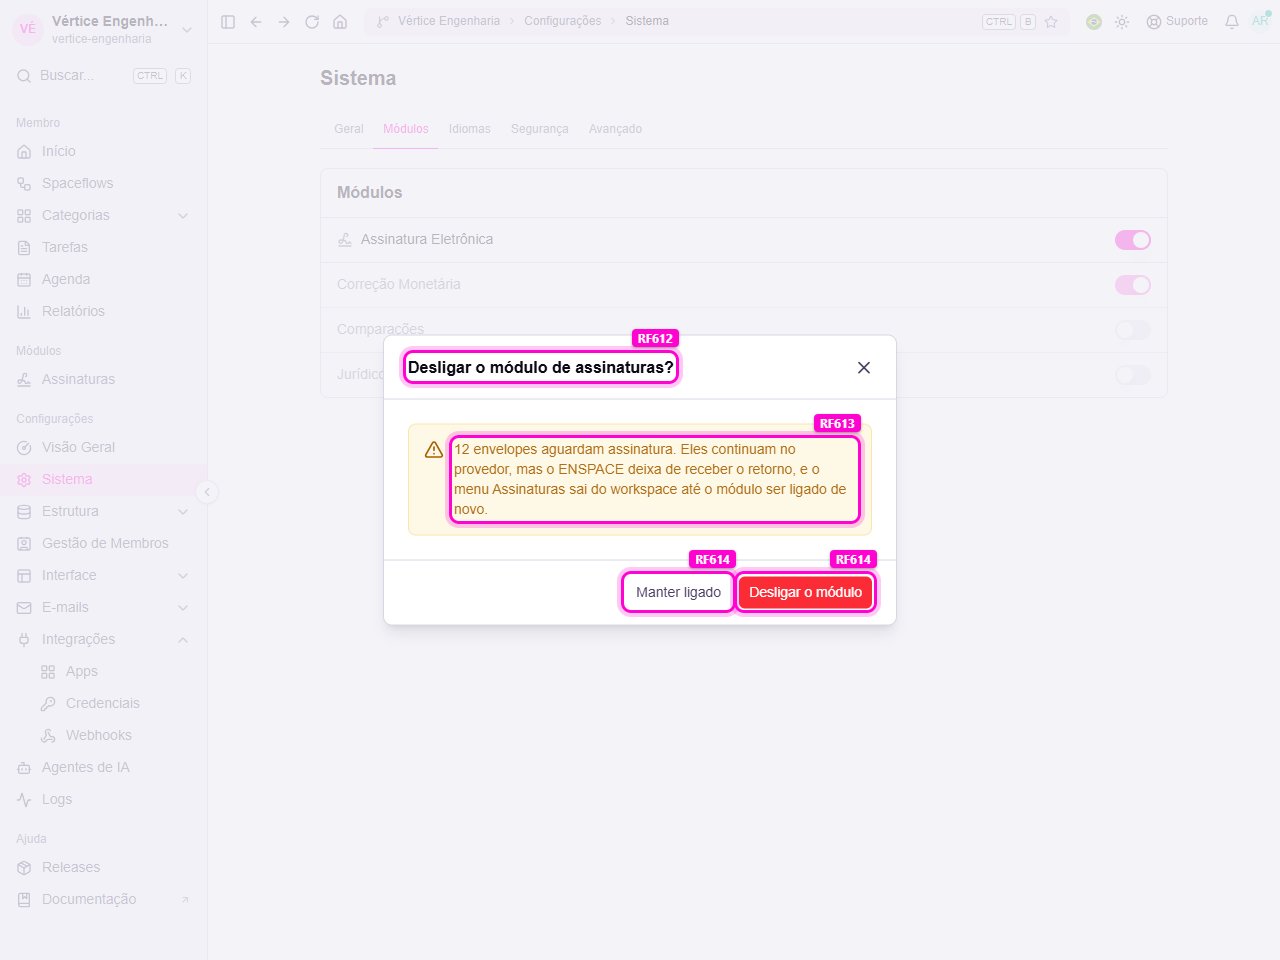 VÉ
Vértice Engenh...
vertice-engenharia
Buscar...
CTRL
K
Membro
Início
Spaceflows
Categorias
Tarefas
Agenda
Relatórios
Módulos
Assinaturas
Configurações
Visão Geral
Sistema
Estrutura
Gestão de Membros
Interface
E-mails
Integrações
Apps
Credenciais
Webhooks
Agentes de IA
Logs
Ajuda
Releases
Documentação
Vértice Engenharia
Configurações
Sistema
CTRL
B
Suporte
AR
Sistema
Geral
Módulos
Idiomas
Segurança
Avançado
Módulos
Assinatura Eletrônica
Correção Monetária
Comparações
RF612
Desligar o módulo de assinaturas?
RF613
12 envelopes aguardam assinatura. Eles continuam no
provedor, mas o ENSPACE deixa de receber o retorno, e o
menu Assinaturas sai do workspace até o módulo ser ligado de
novo.
RF614
RF614
Manter ligado
Desligar o módulo